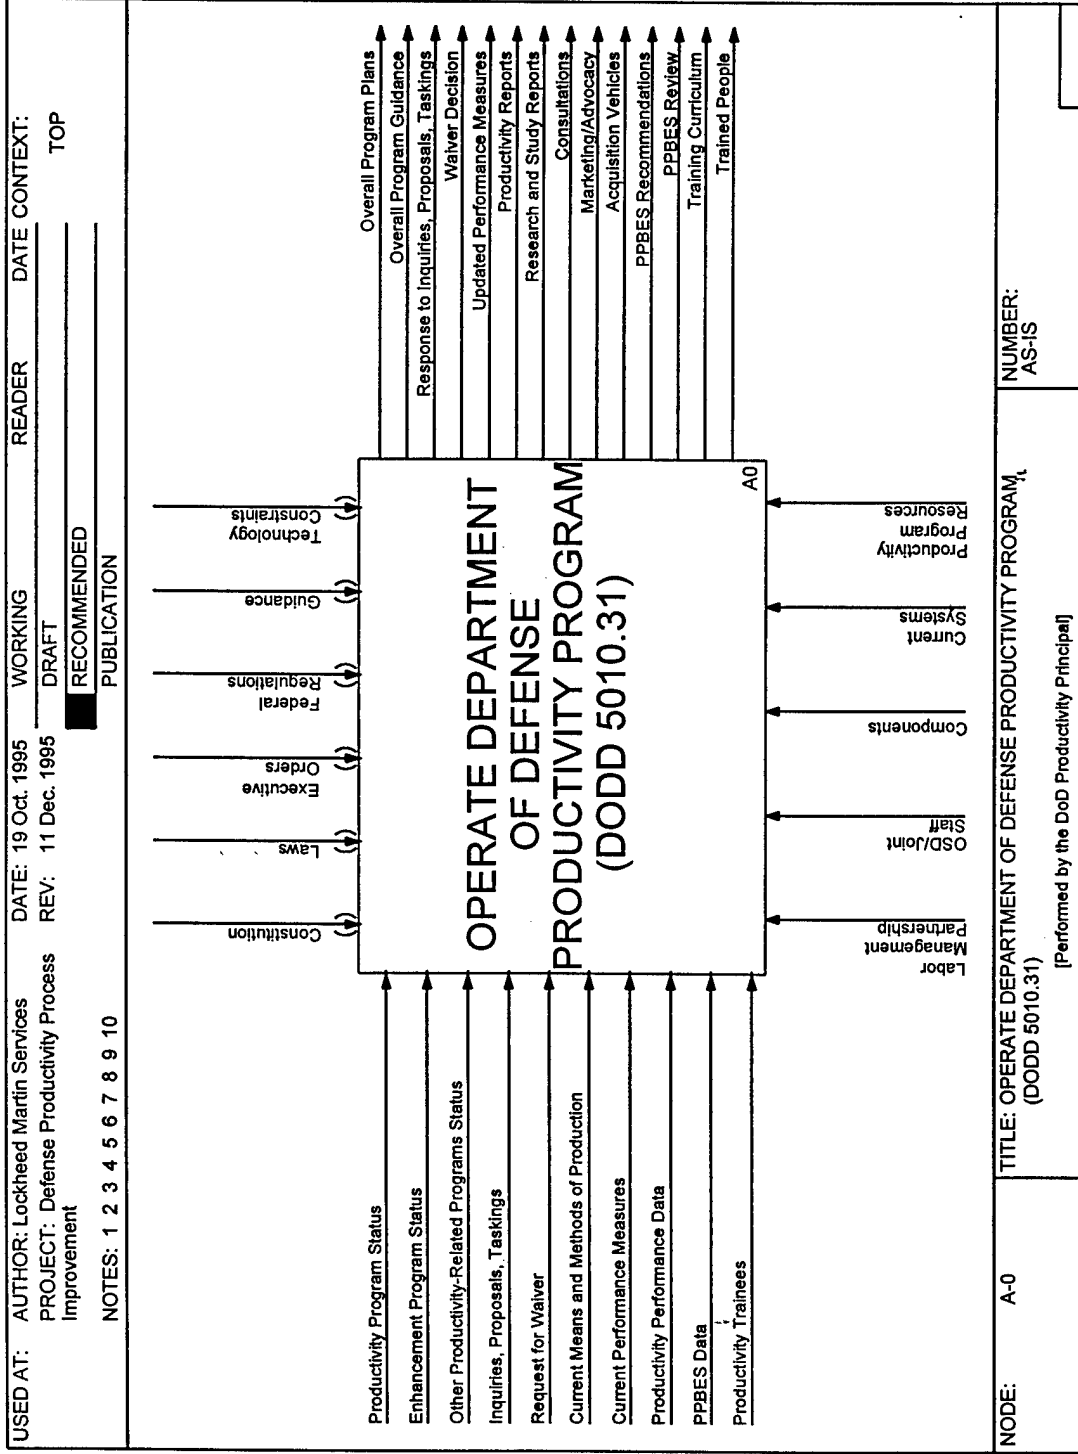 USED AT:
AUTHOR: Lockheed Martin Services
DATE: 19 Oct. 1995
WORKING
READER
DATE CONTEXT:
PROJECT: Defense Productivity Process
REV: 11 Dec. 1995
DRAFT
TOP
Improvement
RECOMMENDED
NOTES: 1 2 3 4 5 6 7 8 9 10
PUBLICATION
Constitution
Laws
Executive
Orders
Federal
Regulations
Guidance
Technology
Constraints
Productivity Program Status
Enhancement Program Status
Other Productivity-Related Programs Status
Inquiries, Proposals, Taskings
Request for Waiver
Current Means and Methods of Production
Current Performance Measures
Productivity Performance Data
PPBES Data
Productivity Trainees
OPERATE DEPARTMENT
OF DEFENSE
PRODUCTIVITY PROGRAM
(DODD 5010.31)
A0
Overall Program Plans
Overall Program Guidance
Response to Inquiries, Proposals, Taskings
Waiver Decision
Updated Performance Measures
Productivity Reports
Research and Study Reports
Consultations
Marketing/Advocacy
Acquisition Vehicles
PPBES Recommendations
PPBES Review
Training Curriculum
Trained People
Labor
Management
Partnership
OSD/Joint
Staff
Components
Current
Systems
Productivity
Program
Resources
NODE:
A-0
TITLE: OPERATE DEPARTMENT OF DEFENSE PRODUCTIVITY PROGRAM
(DODD 5010.31)
[Performed by the DoD Productivity Principal]
NUMBER:
AS-IS